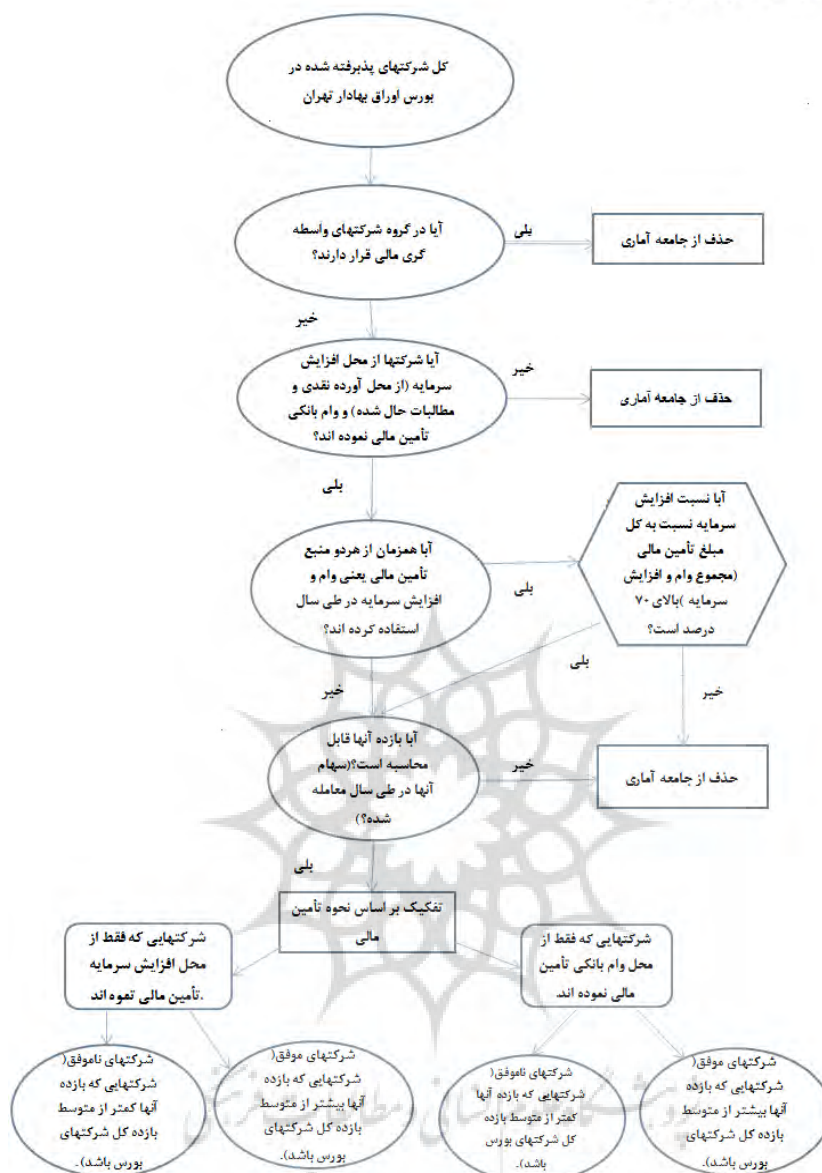 کل شرکتهای پذیرفته شده در
بورس اوراق بهادار تهران
آیا در گروه شرکتهای واسطه
گری مالی قرار دارند؟
بلی
حذف از جامعه آماری
خیر
آیا شرکتها از محل افزایش
سرمایه (از محل آورده نقدی و
مطالبات حال شده) و وام بانکی
تأمین مالی نموده اند؟
خیر
حذف از جامعه آماری
بلی
آیا همزمان از هردو منبع
تأمین مالی یعنی وام و
افزایش سرمایه در طی سال
استفاده کرده اند؟
بلی
آیا نسبت افزایش
سرمایه نسبت به کل
مبلغ تأمین مالی
(مجموع وام و افزایش
سرمایه )بالای ۷۰
درصد است؟
بلی
خیر
خیر
آیا بازده آنها قابل
محاسبه است؟(سهام
آنها در طی سال معامله
شده؟)
خیر
حذف از جامعه آماری
بلی
تفکیک بر اساس نحوه تأمین
مالی
شرکتهایی که فقط از
محل وام بانکی تأمین
مالی نموده اند.
شرکتهایی که فقط از
محل افزایش سرمایه
.تأمین مالی تموه اند
شرکتهای موفق(
شرکتهایی که بازده
آنها بیشتر از متوسط
بازده کل شرکتهای
بورس باشد).
شرکتهای ناموفق(
شرکتهایی که بازده آنها
کمتر از متوسط بازده
کل شرکتهای بورس
باشد).
شرکتهای موفق(
شرکتهایی که بازده
آنها بیشتر از متوسط
بازده کل شرکتهای
بورس باشد).
شرکتهای ناموفق(
شرکتهایی که بازده
آنها کمتر از متوسط
بازده کل شرکتهای
بورس باشد).